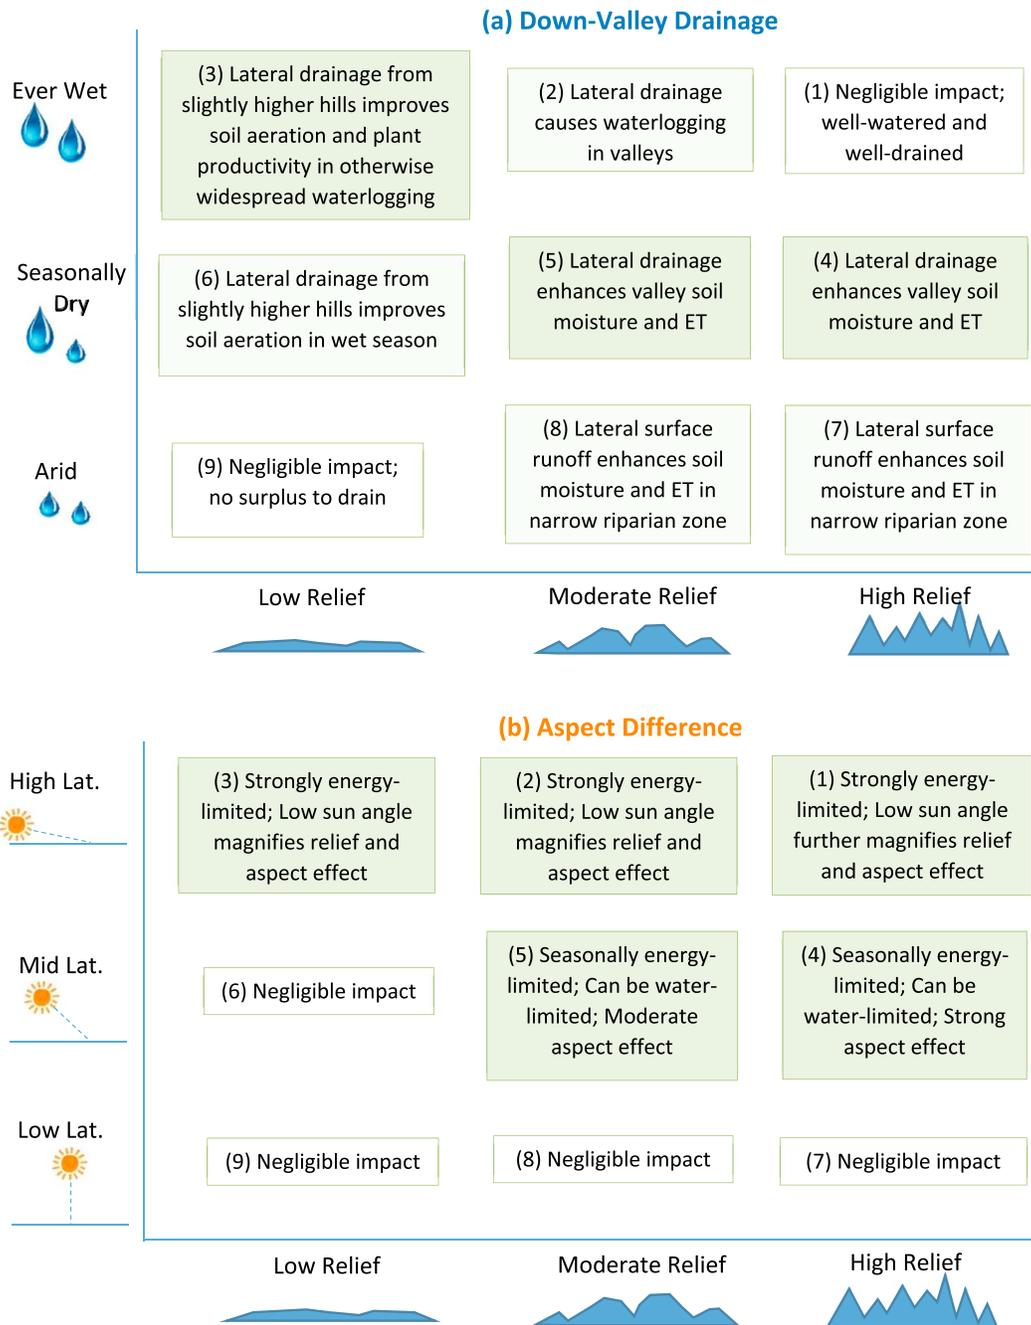 (a) Down-Valley Drainage
Ever Wet
(3) Lateral drainage from
slightly higher hills improves
soil aeration and plant
productivity in otherwise
widespread waterlogging
(2) Lateral drainage
causes waterlogging
in valleys
(1) Negligible impact;
well-watered and
well-drained
Seasonally
Dry
(6) Lateral drainage from
slightly higher hills improves
soil aeration in wet season
(5) Lateral drainage
enhances valley soil
moisture and ET
(4) Lateral drainage
enhances valley soil
moisture and ET
Arid
(9) Negligible impact;
no surplus to drain
(8) Lateral surface
runoff enhances soil
moisture and ET in
narrow riparian zone
(7) Lateral surface
runoff enhances soil
moisture and ET in
narrow riparian zone
Low Relief
Moderate Relief
High Relief
(b) Aspect Difference
High Lat.
(3) Strongly energy-
limited; Low sun angle
magnifies relief and
aspect effect
(2) Strongly energy-
limited; Low sun angle
magnifies relief and
aspect effect
(1) Strongly energy-
limited; Low sun angle
further magnifies relief
and aspect effect
Mid Lat.
(6) Negligible impact
(5) Seasonally energy-
limited; Can be water-
limited; Moderate
aspect effect
(4) Seasonally energy-
limited; Can be
water-limited; Strong
aspect effect
Low Lat.
(9) Negligible impact
(8) Negligible impact
(7) Negligible impact
Low Relief
Moderate Relief
High Relief